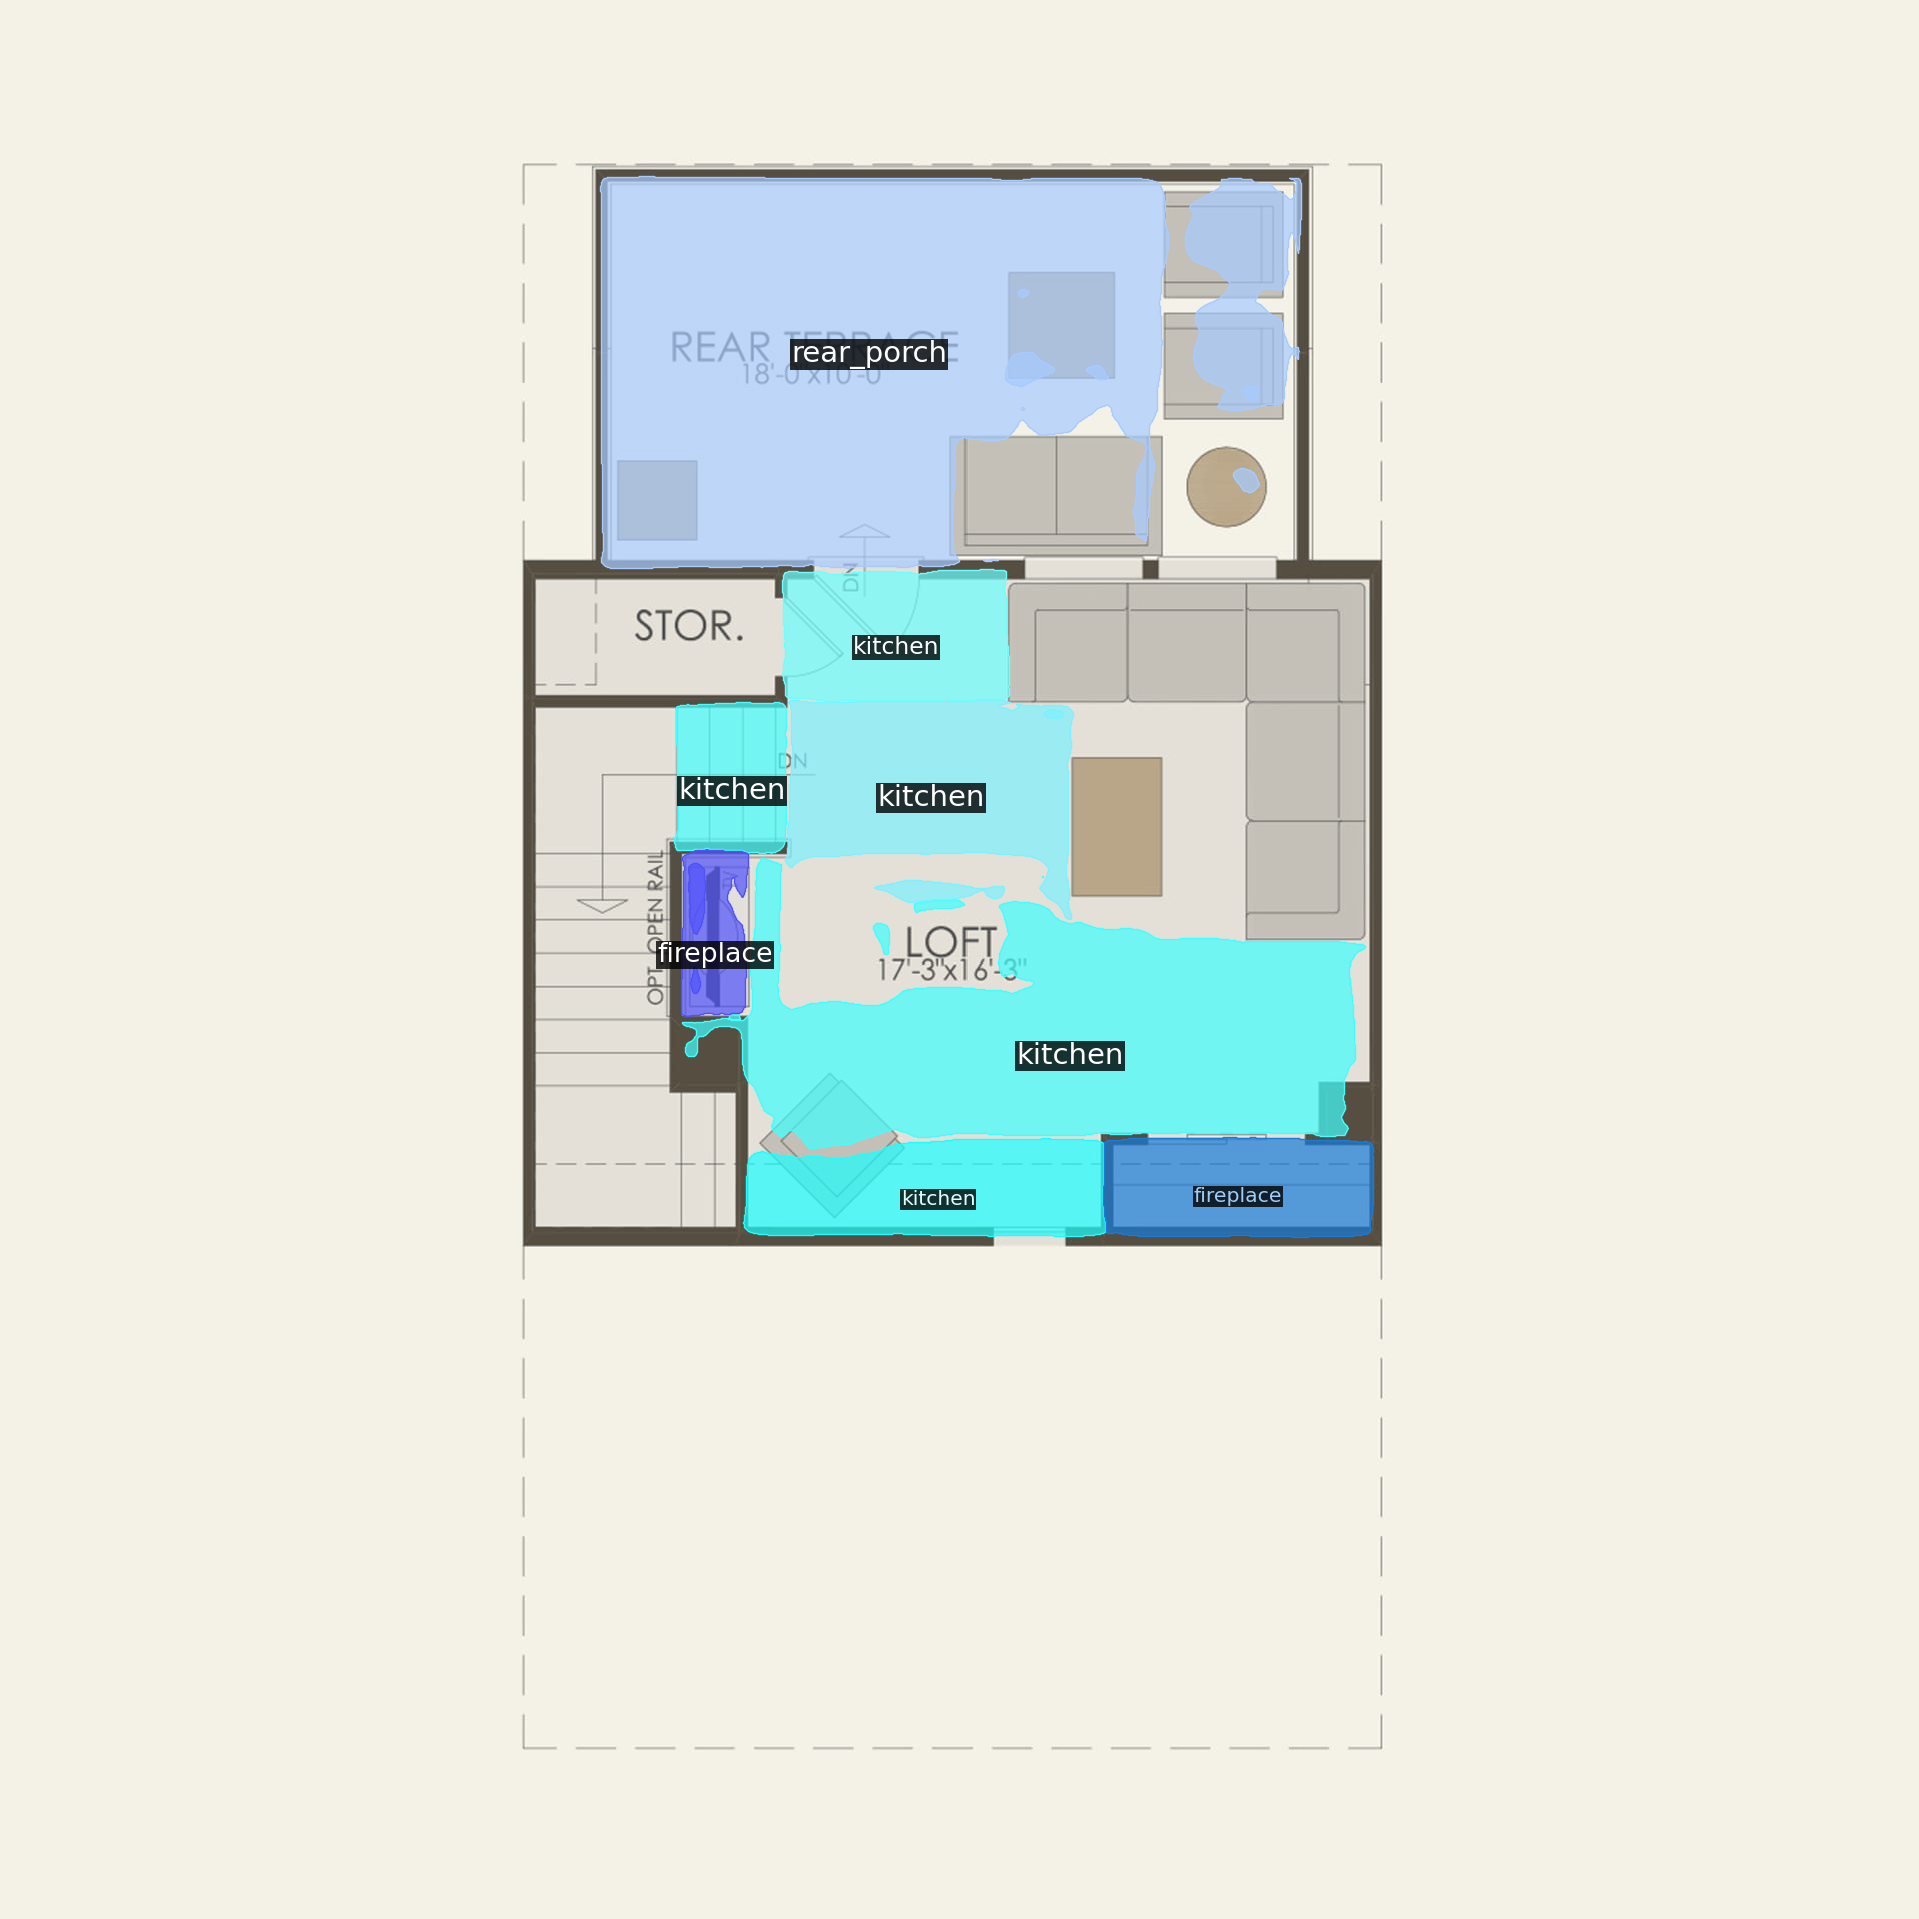 REAR TERRACE
rear_porch
18'-0"x10'-0"
DN
STOR.
kitchen
DN
kitchen
kitchen
TV
OPT. OPEN RAIL
fireplace
LOFT
17'-3"x16'-3"
kitchen
kitchen
fireplace